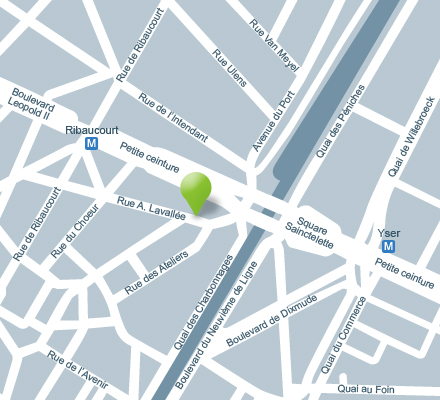 Rue de Ribaucourt
Rue Van Meyel
Rue Ulens
Boulevard
Leopold II
Rue de l'Intendant
Avenue du Port
Quai des Péniches
Quai de Willebroeck
Ribaucourt
M
Petite ceinture
Rue de Ribaucourt
Rue du Chœur
Rue A. Lavallée
Square
Sainctelette
Yser
M
Petite ceinture
Rue des Ateliers
Quai des Charbonnages
Boulevard du Neuvième de Ligne
Boulevard de Dixmude
Quai du Commerce
Rue de l'Avenir
Quai au Foin